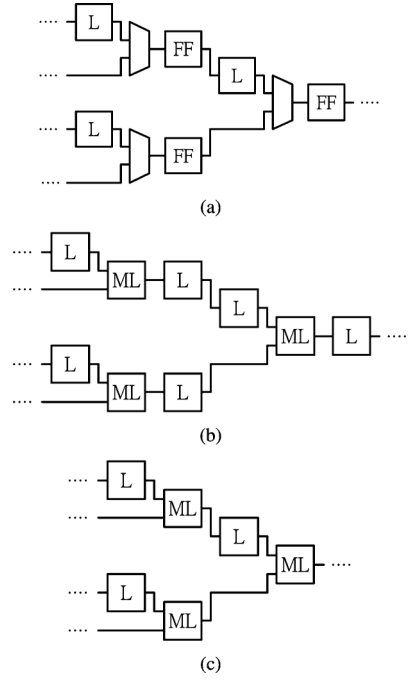 .... L
FF
.... L
FF ....
.... L
FF
....
(a)
.... L
.... ML L
L
ML L ....
.... L
.... ML L
(b)
.... L
.... ML
L
ML ....
.... L
.... ML
(c)